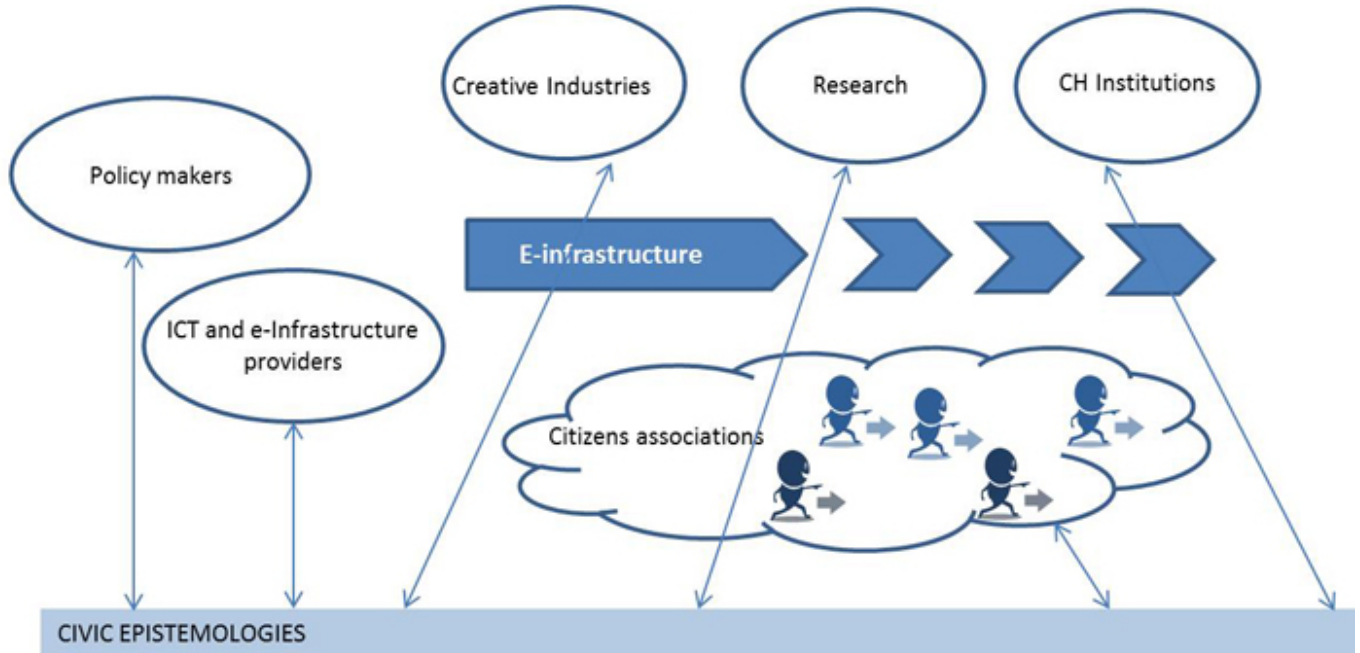 Creative Industries
Research
CH Institutions
Policy makers
E-infrastructure
ICT and e-Infrastructure
providers
Citizens associations
CIVIC EPISTEMOLOGIES